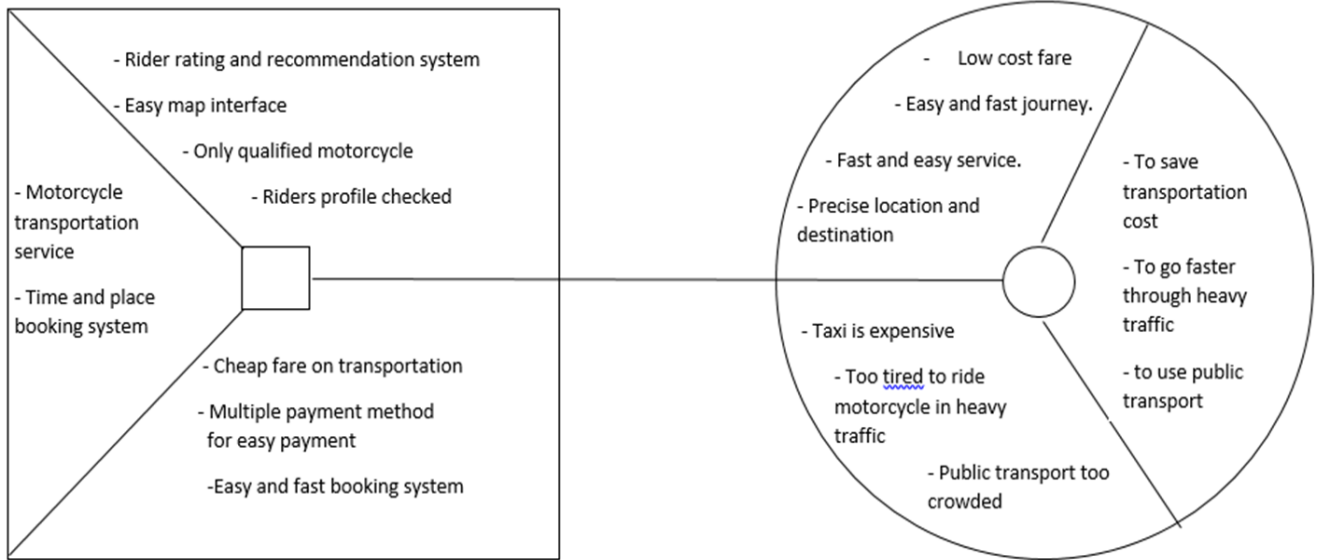 - Rider rating and recommendation system
- Easy map interface
- Only qualified motorcycle
- Riders profile checked
- Motorcycle
transportation
service
- Time and place
booking system
- Cheap fare on transportation
- Multiple payment method
for easy payment
-Easy and fast booking system
- Low cost fare
- Easy and fast journey.
- Fast and easy service.
- Precise location and
destination
- To save
transportation
cost
- To go faster
through heavy
traffic
- to use public
transport
- Taxi is expensive
- Too tired to ride
motorcycle in heavy
traffic
- Public transport too
crowded